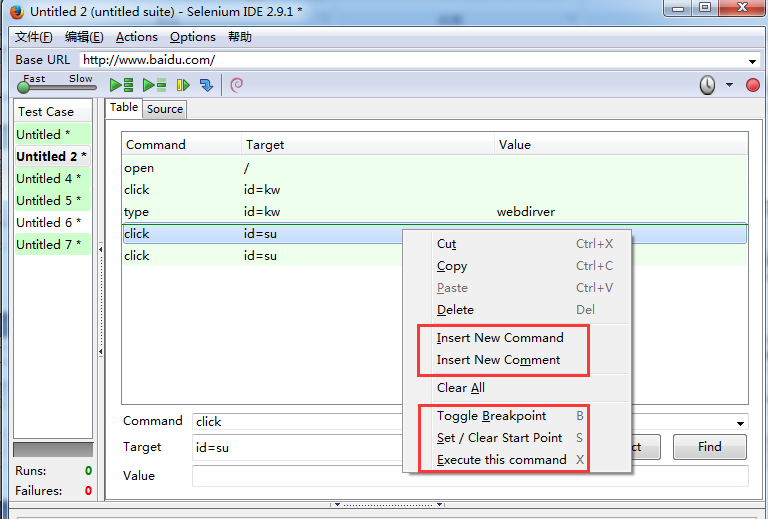 Untitled 2 (untitled suite) - Selenium IDE 2.9.1 *
文件(F) 编辑(E) Actions Options 帮助
Base URL http://www.baidu.com/
Fast Slow
Table Source
Test Case
Untitled *
Untitled 2 *
Untitled 4 *
Untitled 5 *
Untitled 6 *
Untitled 7 *
Command Target Value
open /
click id=kw
type id=kw webdirver
click id=su
click id=su
Cut Ctrl+X
Copy Ctrl+C
Paste Ctrl+V
Delete Del
Insert New Command
Insert New Comment
Clear All
Toggle Breakpoint B
Set / Clear Start Point S
Execute this command X
Command click
Target id=su ct Find
Value
Runs: 0
Failures: 0